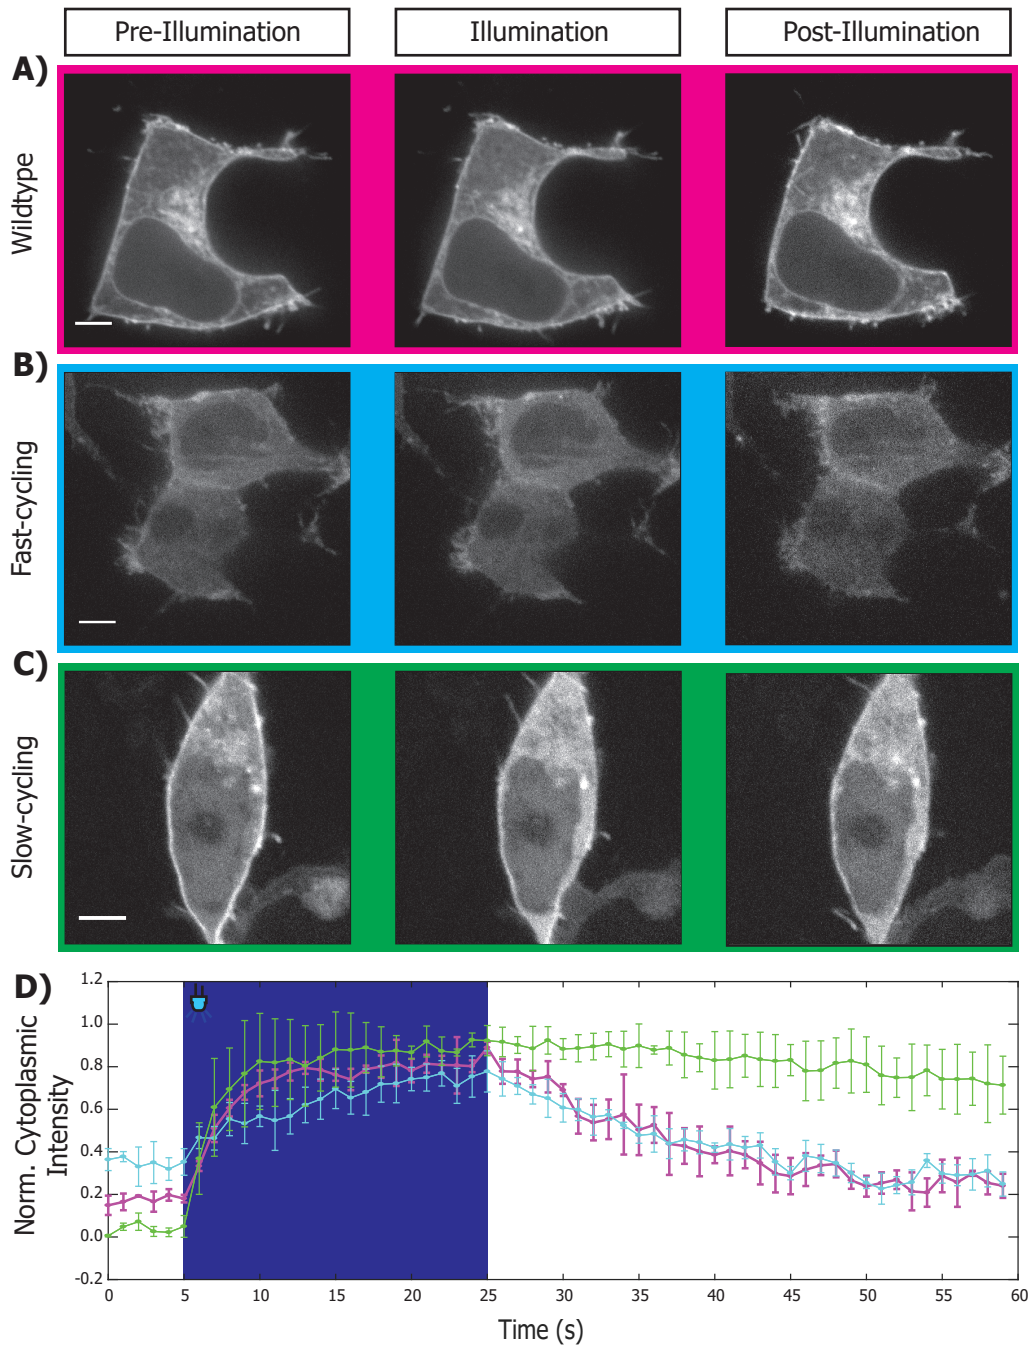 Pre-Illumination Illumination Post-Illumination
A)
Wildtype
B)
Fast-cycling
C)
Slow-cycling
D)
Norm. Cytoplasmic
Intensity
1.2
1.0
0.8
0.6
0.4
0.2
0.0
-0.2
0 5 10 15 20 25 30 35 40 45 50 55 60
Time (s)